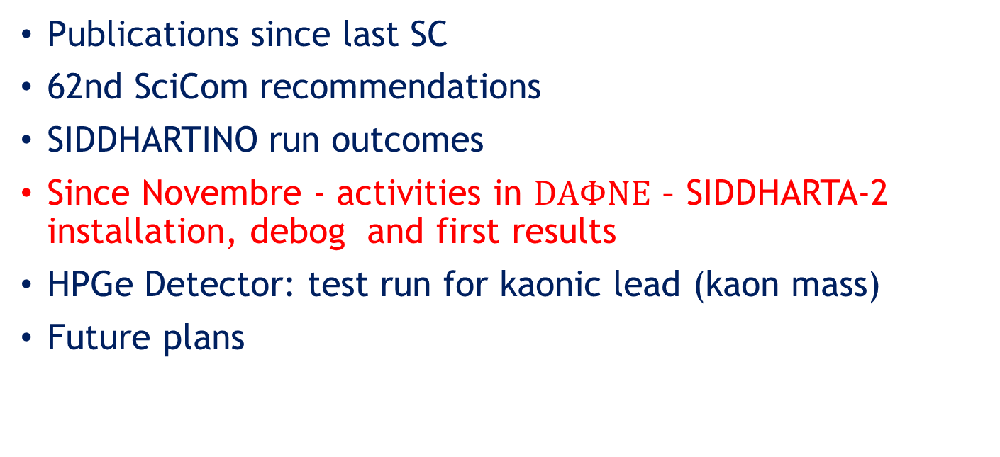 • Publications since last SC
• 62nd SciCom recommendations
• SIDDHARTINO run outcomes
• Since Novembre - activities in DAΦNE – SIDDHARTA-2
installation, debog  and first results
• HPGe Detector: test run for kaonic lead (kaon mass)
• Future plans